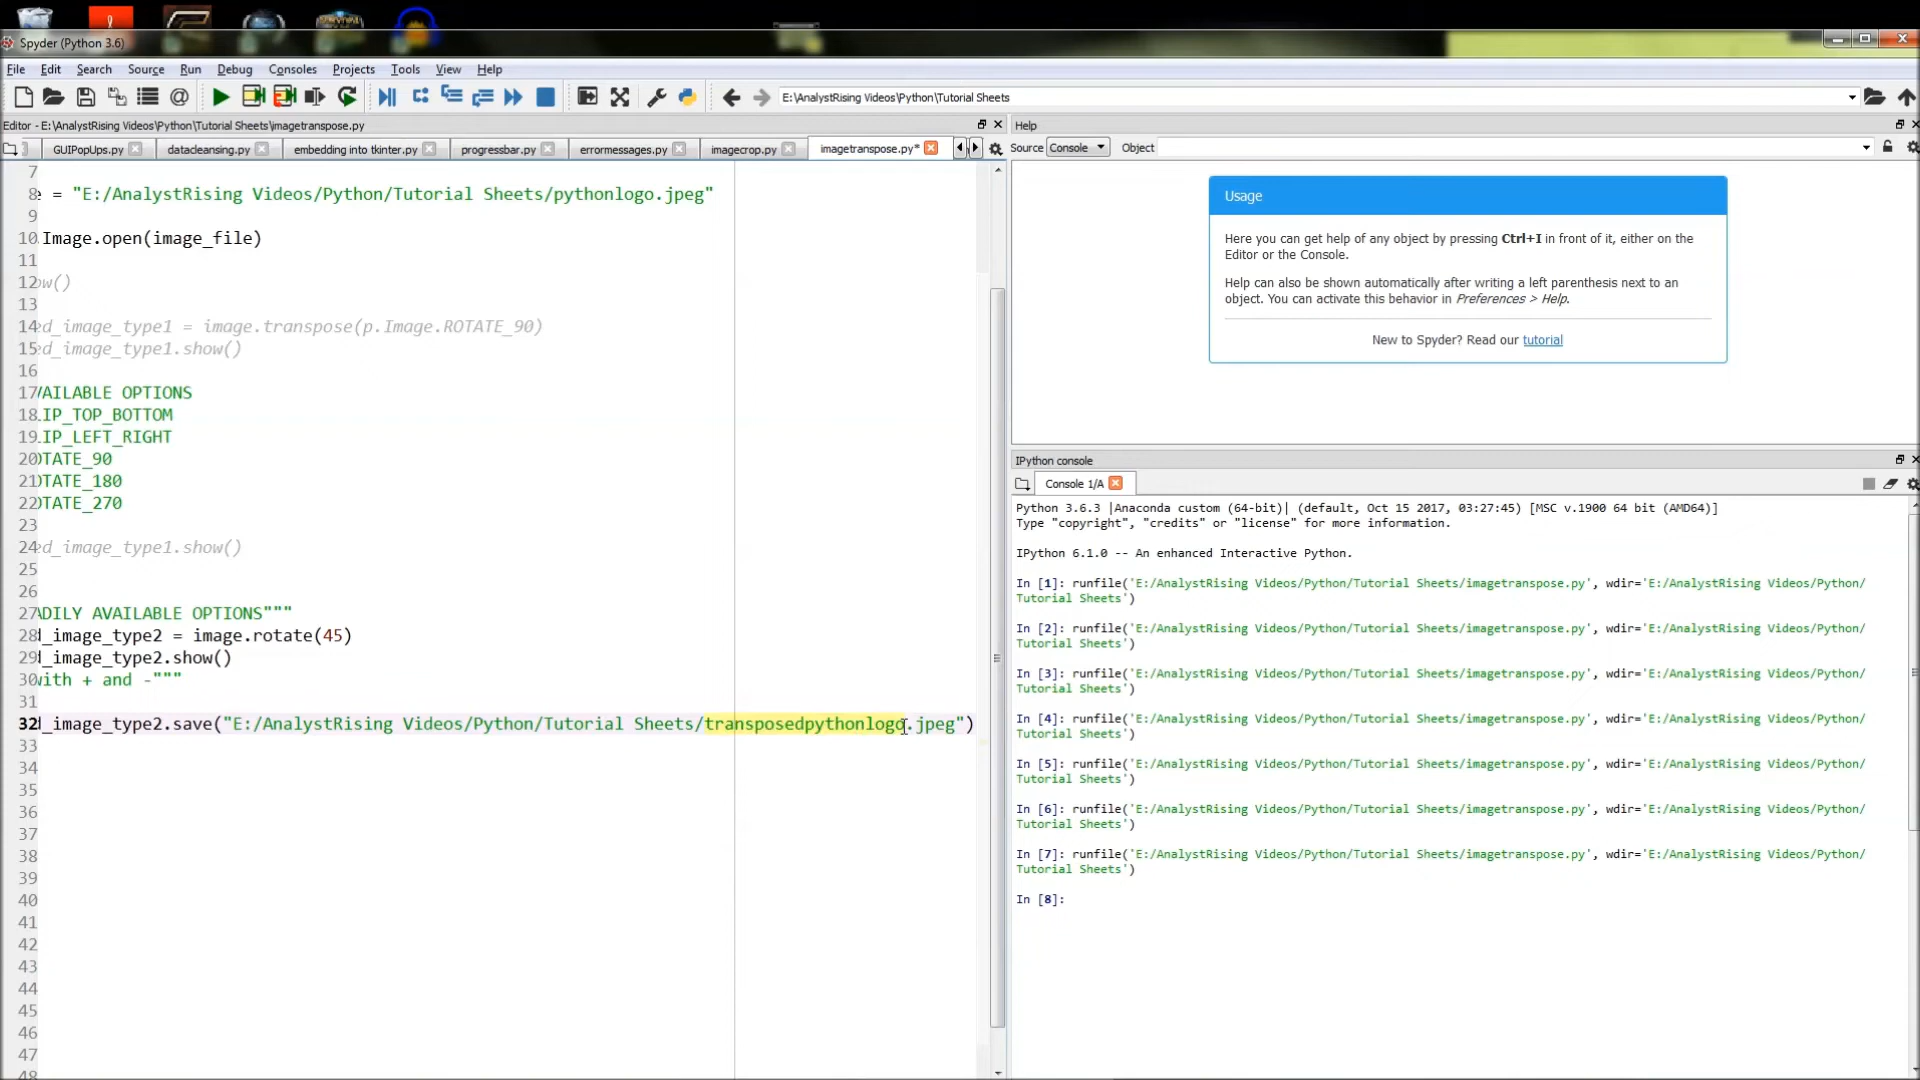 Spyder (Python 3.6)
File Edit Search Source Run Debug Consoles Projects Tools View Help
E:\AnalystRising Videos\Python\Tutorial Sheets
Editor - E:\AnalystRising Videos\Python\Tutorial Sheets\imagetranspose.py
GUIPopUps.py datacleansing.py embedding into tkinter.py progressbar.py errormessages.py imagecrop.py imagetranspose.py*
7
8 = "E:/AnalystRising Videos/Python/Tutorial Sheets/pythonlogo.jpeg"
9
10 Image.open(image_file)
11
12 ow()
13
14 ed_image_type1 = image.transpose(p.Image.ROTATE_90)
15 ed_image_type1.show()
16
17 VAILABLE OPTIONS
18 IP_TOP_BOTTOM
19 IP_LEFT_RIGHT
20 OTATE_90
21 OTATE_180
22 OTATE_270
23
24 ed_image_type1.show()
25
26
27 ADILY AVAILABLE OPTIONS"""
28 _image_type2 = image.rotate(45)
29 _image_type2.show()
30 with + and -"""
31
32 _image_type2.save("E:/AnalystRising Videos/Python/Tutorial Sheets/transposedpythonlogo.jpeg")
33
34
35
36
37
38
39
40
41
42
43
44
45
46
47
48
Help
Source Console Object
Usage
Here you can get help of any object by pressing Ctrl+I in front of it, either on the
Editor or the Console.
Help can also be shown automatically after writing a left parenthesis next to an
object. You can activate this behavior in Preferences > Help.
New to Spyder? Read our tutorial
IPython console
Console 1/A
Python 3.6.3 |Anaconda custom (64-bit)| (default, Oct 15 2017, 03:27:45) [MSC v.1900 64 bit (AMD64)]
Type "copyright", "credits" or "license" for more information.
IPython 6.1.0 -- An enhanced Interactive Python.
In [1]: runfile('E:/AnalystRising Videos/Python/Tutorial Sheets/imagetranspose.py', wdir='E:/AnalystRising Videos/Python/
Tutorial Sheets')
In [2]: runfile('E:/AnalystRising Videos/Python/Tutorial Sheets/imagetranspose.py', wdir='E:/AnalystRising Videos/Python/
Tutorial Sheets')
In [3]: runfile('E:/AnalystRising Videos/Python/Tutorial Sheets/imagetranspose.py', wdir='E:/AnalystRising Videos/Python/
Tutorial Sheets')
In [4]: runfile('E:/AnalystRising Videos/Python/Tutorial Sheets/imagetranspose.py', wdir='E:/AnalystRising Videos/Python/
Tutorial Sheets')
In [5]: runfile('E:/AnalystRising Videos/Python/Tutorial Sheets/imagetranspose.py', wdir='E:/AnalystRising Videos/Python/
Tutorial Sheets')
In [6]: runfile('E:/AnalystRising Videos/Python/Tutorial Sheets/imagetranspose.py', wdir='E:/AnalystRising Videos/Python/
Tutorial Sheets')
In [7]: runfile('E:/AnalystRising Videos/Python/Tutorial Sheets/imagetranspose.py', wdir='E:/AnalystRising Videos/Python/
Tutorial Sheets')
In [8]: